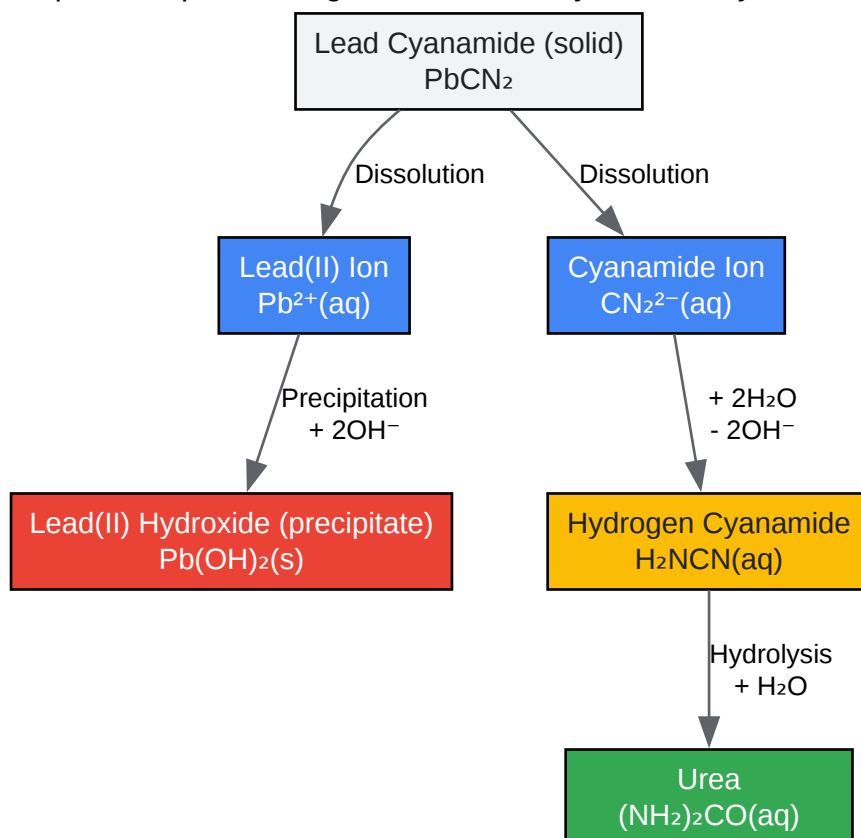 Lead Cyanamide (solid)
PbCN₂
Dissolution
Dissolution
Lead(II) Ion
Pb²⁺(aq)
Cyanamide Ion
CN₂²⁻(aq)
Precipitation
+ 2OH⁻
+ 2H₂O
- 2OH⁻
Lead(II) Hydroxide (precipitate)
Pb(OH)₂(s)
Hydrogen Cyanamide
H₂NCN(aq)
Hydrolysis
+ H₂O
Urea
(NH₂)₂CO(aq)